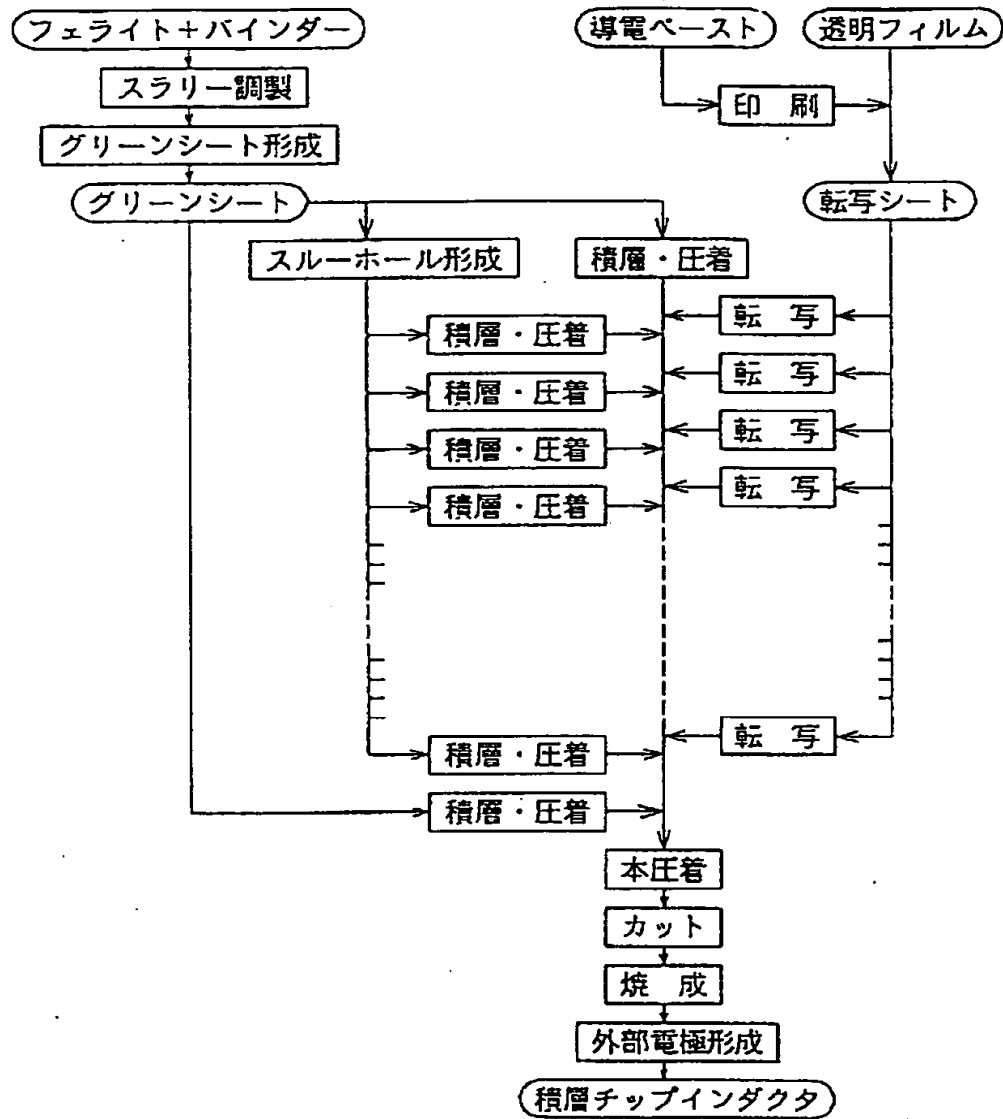 フェライト+バインダー
導電ペースト
透明フィルム
スラリー調製
印刷
グリーンシート形成
グリーンシート
転写シート
スルーホール形成
積層・圧着
転写
積層・圧着
転写
積層・圧着
転写
積層・圧着
転写
積層・圧着
転写
積層・圧着
積層・圧着
本圧着
カット
焼成
外部電極形成
積層チップインダクタ